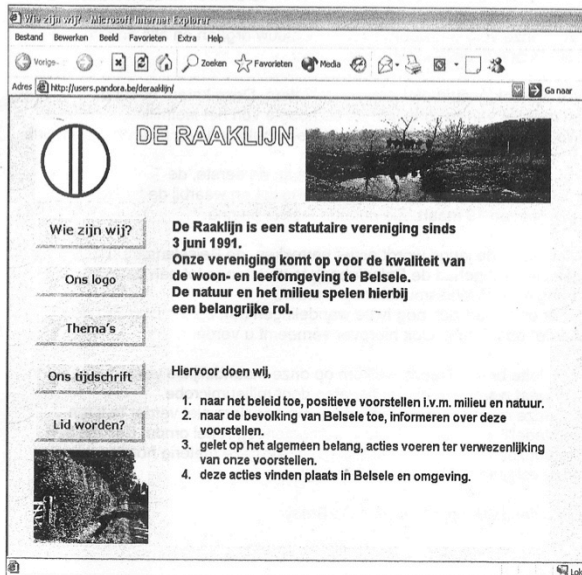 Wie zijn wij? - Microsoft Internet Explorer
Bestand Bewerken Beeld Favorieten Extra Help
Vorige Zoeken Favorieten Media
Adres http://users.pandora.be/deraaklijn/ Ga naar
DE RAAKLIJN
Wie zijn wij?
Ons logo
Thema's
Ons tijdschrift
Lid worden?
De Raaklijn is een statutaire vereniging sinds
3 juni 1991.
Onze vereniging komt op voor de kwaliteit van
de woon- en leefomgeving te Belsele.
De natuur en het milieu spelen hierbij
een belangrijke rol.
Hiervoor doen wij,
1. naar het beleid toe, positieve voorstellen i.v.m. milieu en natuur.
2. naar de bevolking van Belsele toe, informeren over deze
voorstellen.
3. gelet op het algemeen belang, acties voeren ter verwezenlijking
van onze voorstellen.
4. deze acties vinden plaats in Belsele en omgeving.